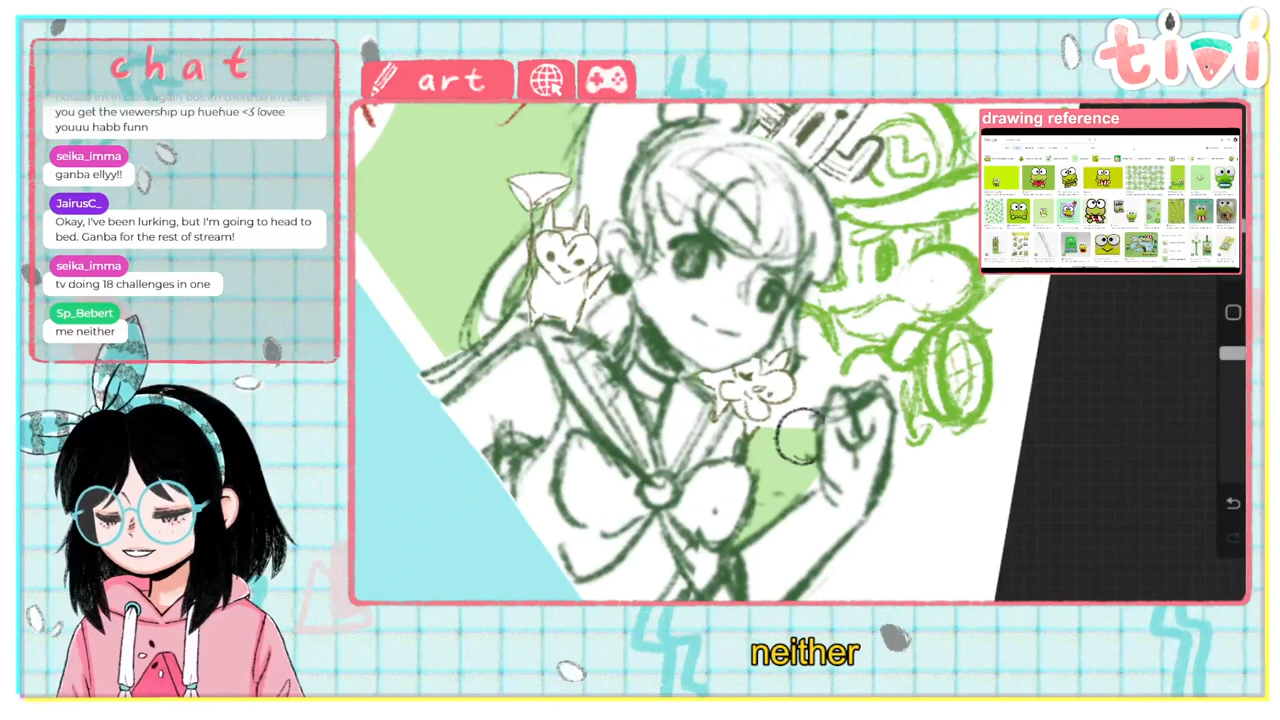 chat
you get the viewership up huehue <3 lovee
youuu habb funn
seika_imma
ganba ellyy!!
JairusC_
Okay, I've been lurking, but I'm going to head to
bed. Ganba for the rest of stream!
seika_imma
tv doing 18 challenges in one
Sp_Bebert
me neither
art
tivi
drawing reference
neither